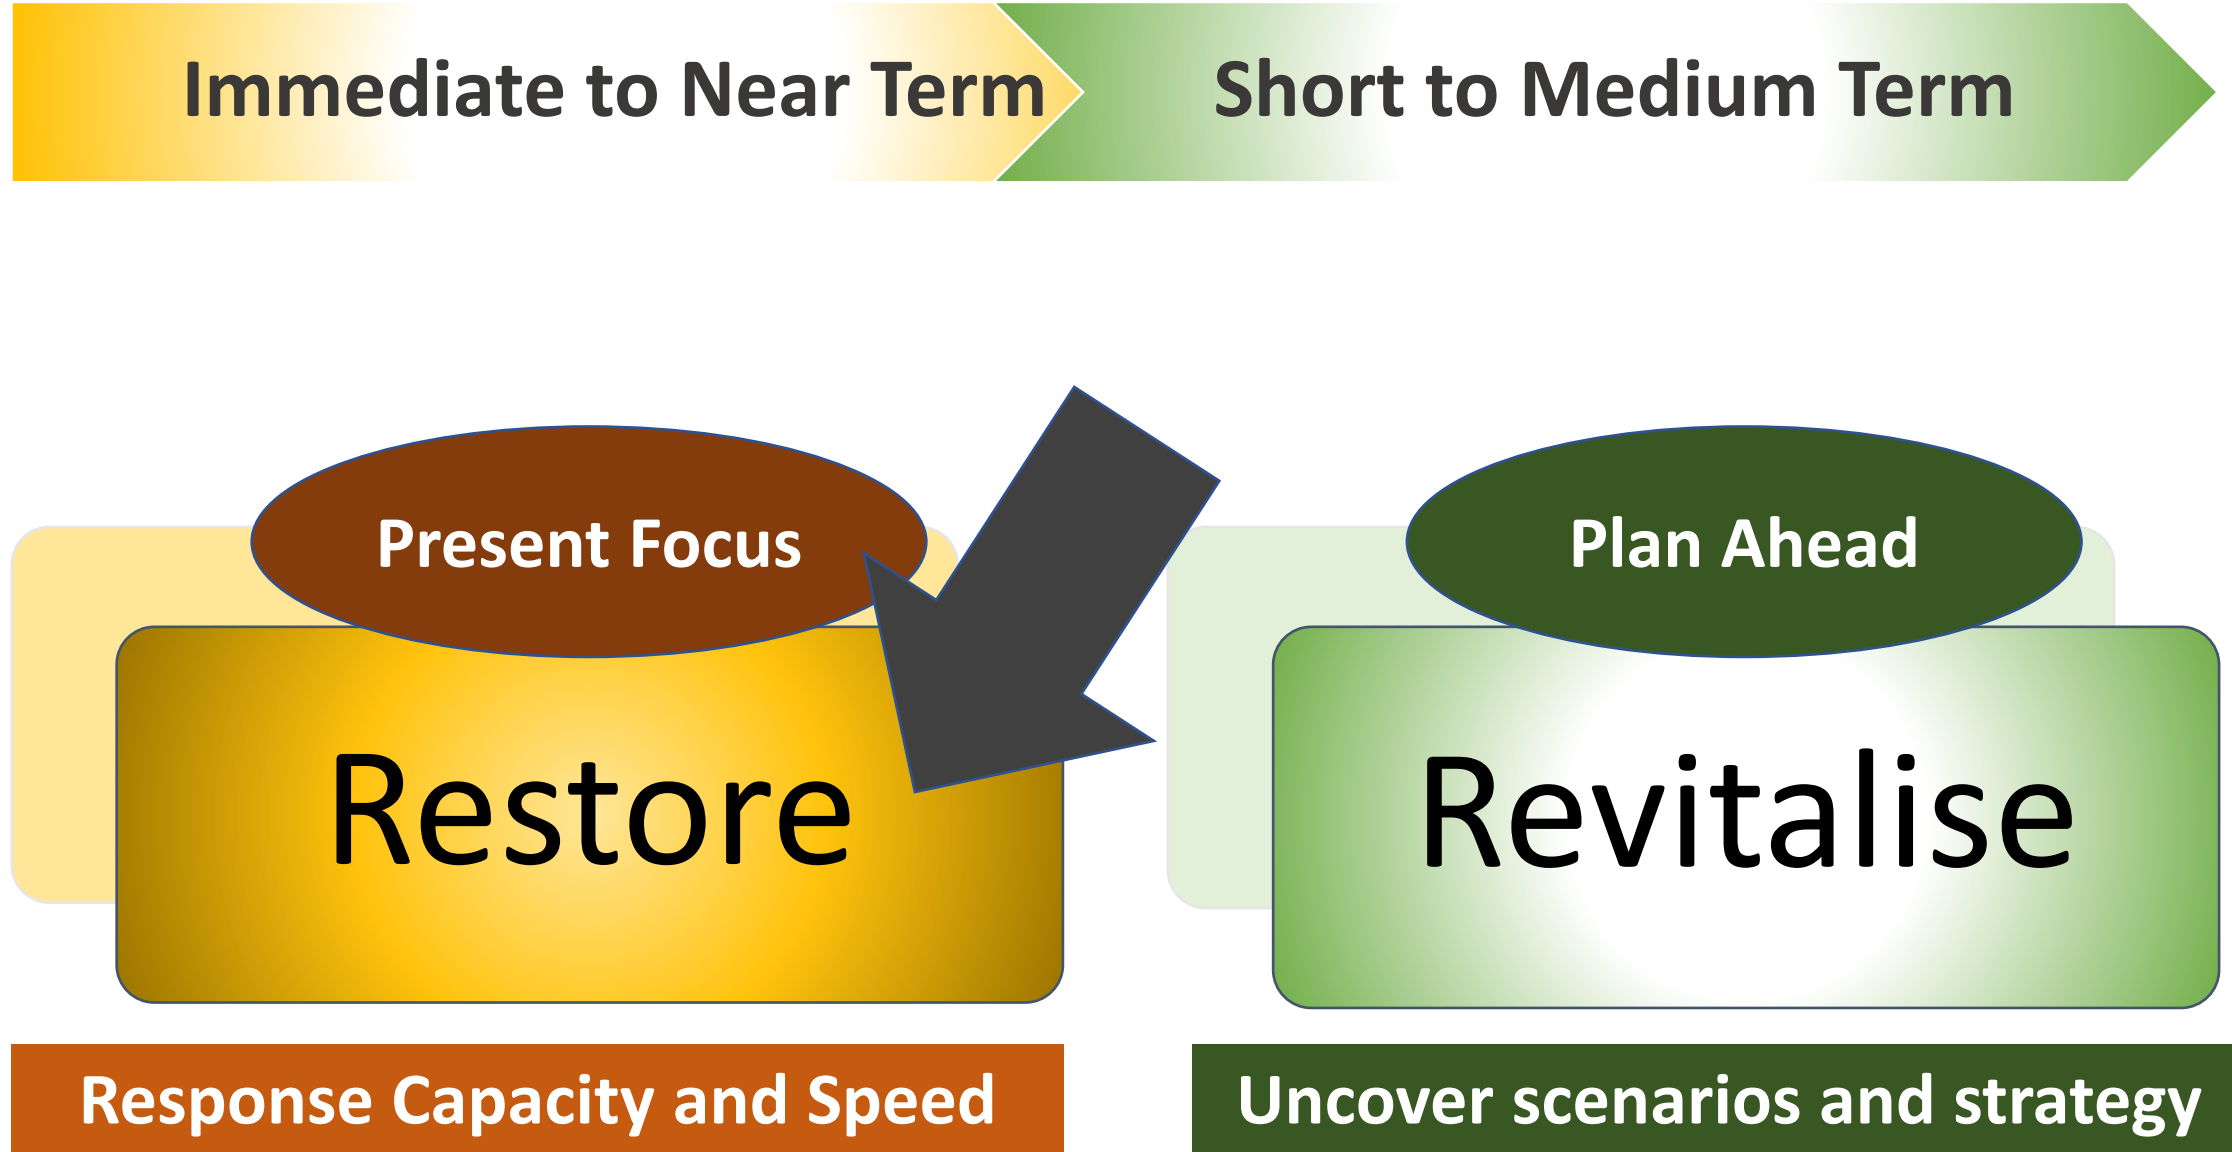 Immediate to Near Term
Short to Medium Term
Present Focus
Plan Ahead
Restore
Revitalise
Response Capacity and Speed
Uncover scenarios and strategy